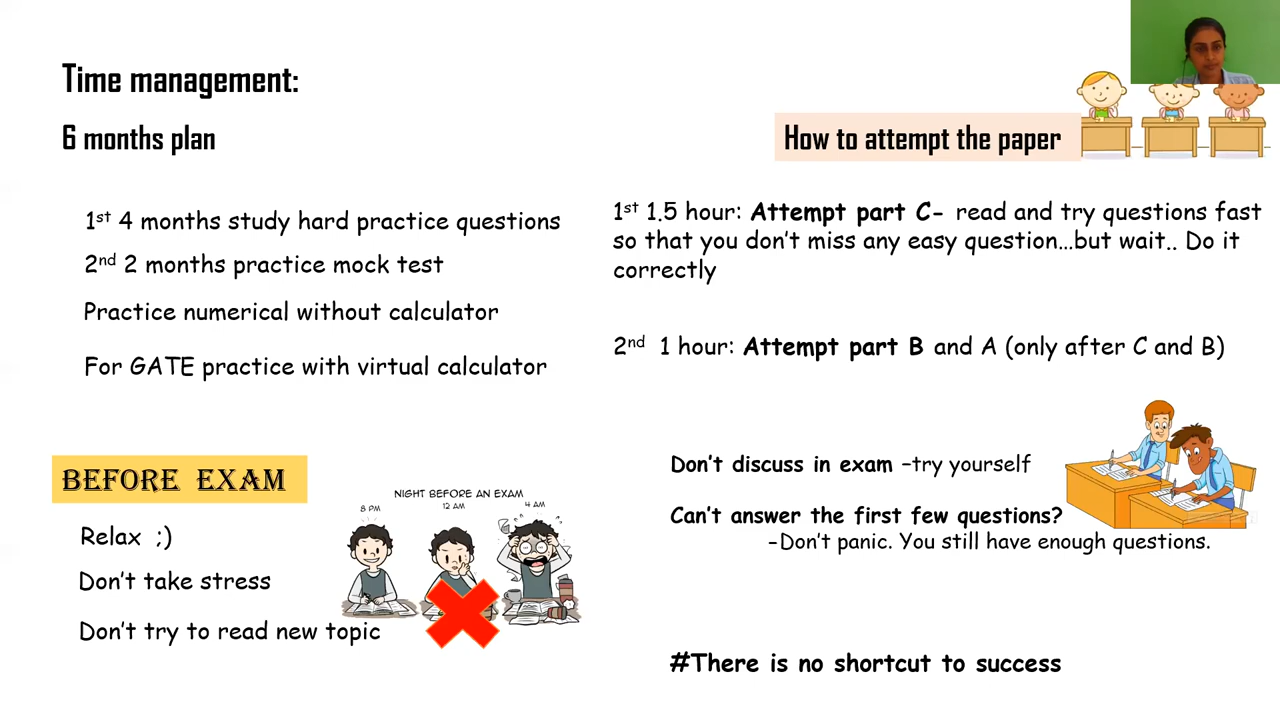 Time management:
6 months plan
1st 4 months study hard practice questions
2nd 2 months practice mock test
Practice numerical without calculator
For GATE practice with virtual calculator
BEFORE EXAM
Relax ;)
Don't take stress
Don't try to read new topic
NIGHT BEFORE AN EXAM
8 PM
12 AM
4 AM
How to attempt the paper
1st 1.5 hour: Attempt part C- read and try questions fast
so that you don't miss any easy question...but wait.. Do it
correctly
2nd 1 hour: Attempt part B and A (only after C and B)
Don't discuss in exam –try yourself
Can't answer the first few questions?
–Don't panic. You still have enough questions.
#There is no shortcut to success